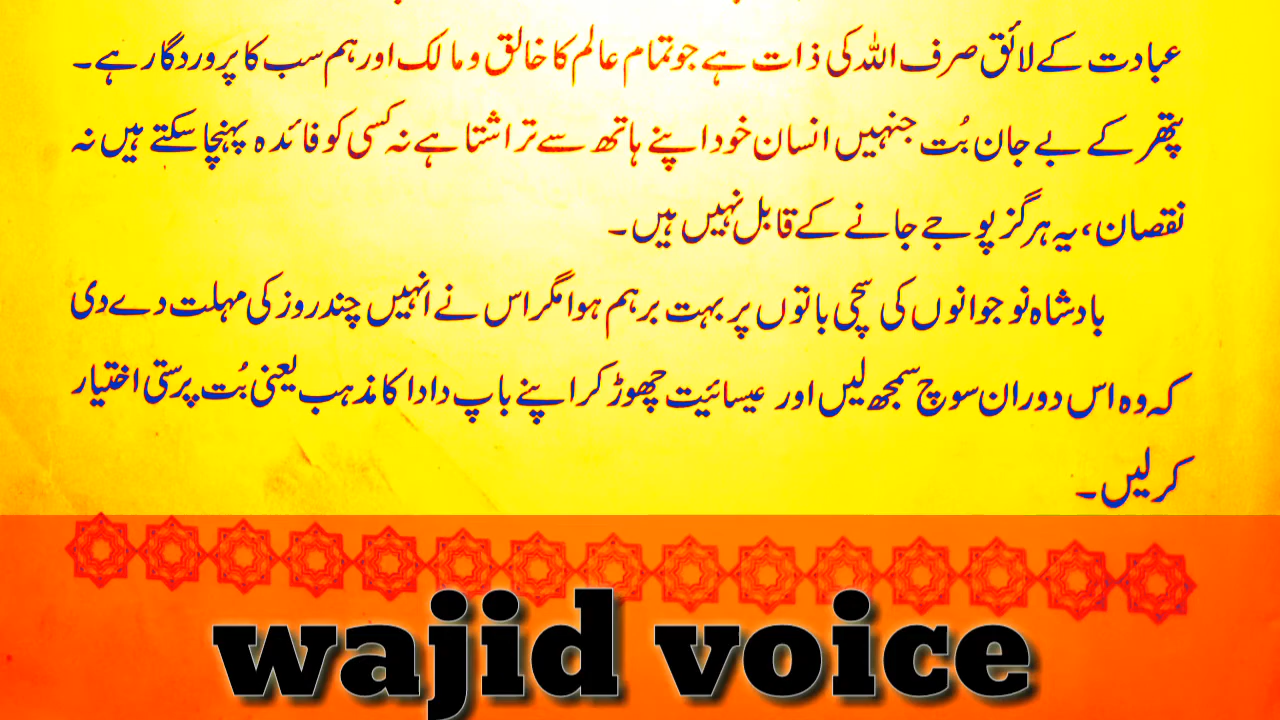 عبادت کے لائق صرف اللہ کی ذات ہے جو تمام عالم کا خالق و مالک اور ہم سب کا پروردگار ہے۔
پتھر کے بے جان بُت جنہیں انسان خود اپنے ہاتھ سے تراشتا ہے نہ کسی کو فائدہ پہنچا سکتے ہیں نہ
نقصان، یہ ہرگز پوجے جانے کے قابل نہیں ہیں۔
بادشاہ نوجوانوں کی سچی باتوں پر بہت برہم ہوا مگر اس نے انہیں چند روز کی مہلت دے دی
کہ وہ اس دوران سوچ سمجھ لیں اور عیسائیت چھوڑ کر اپنے باپ دادا کا مذہب یعنی بُت پرستی اختیار
کر لیں۔
wajid voice